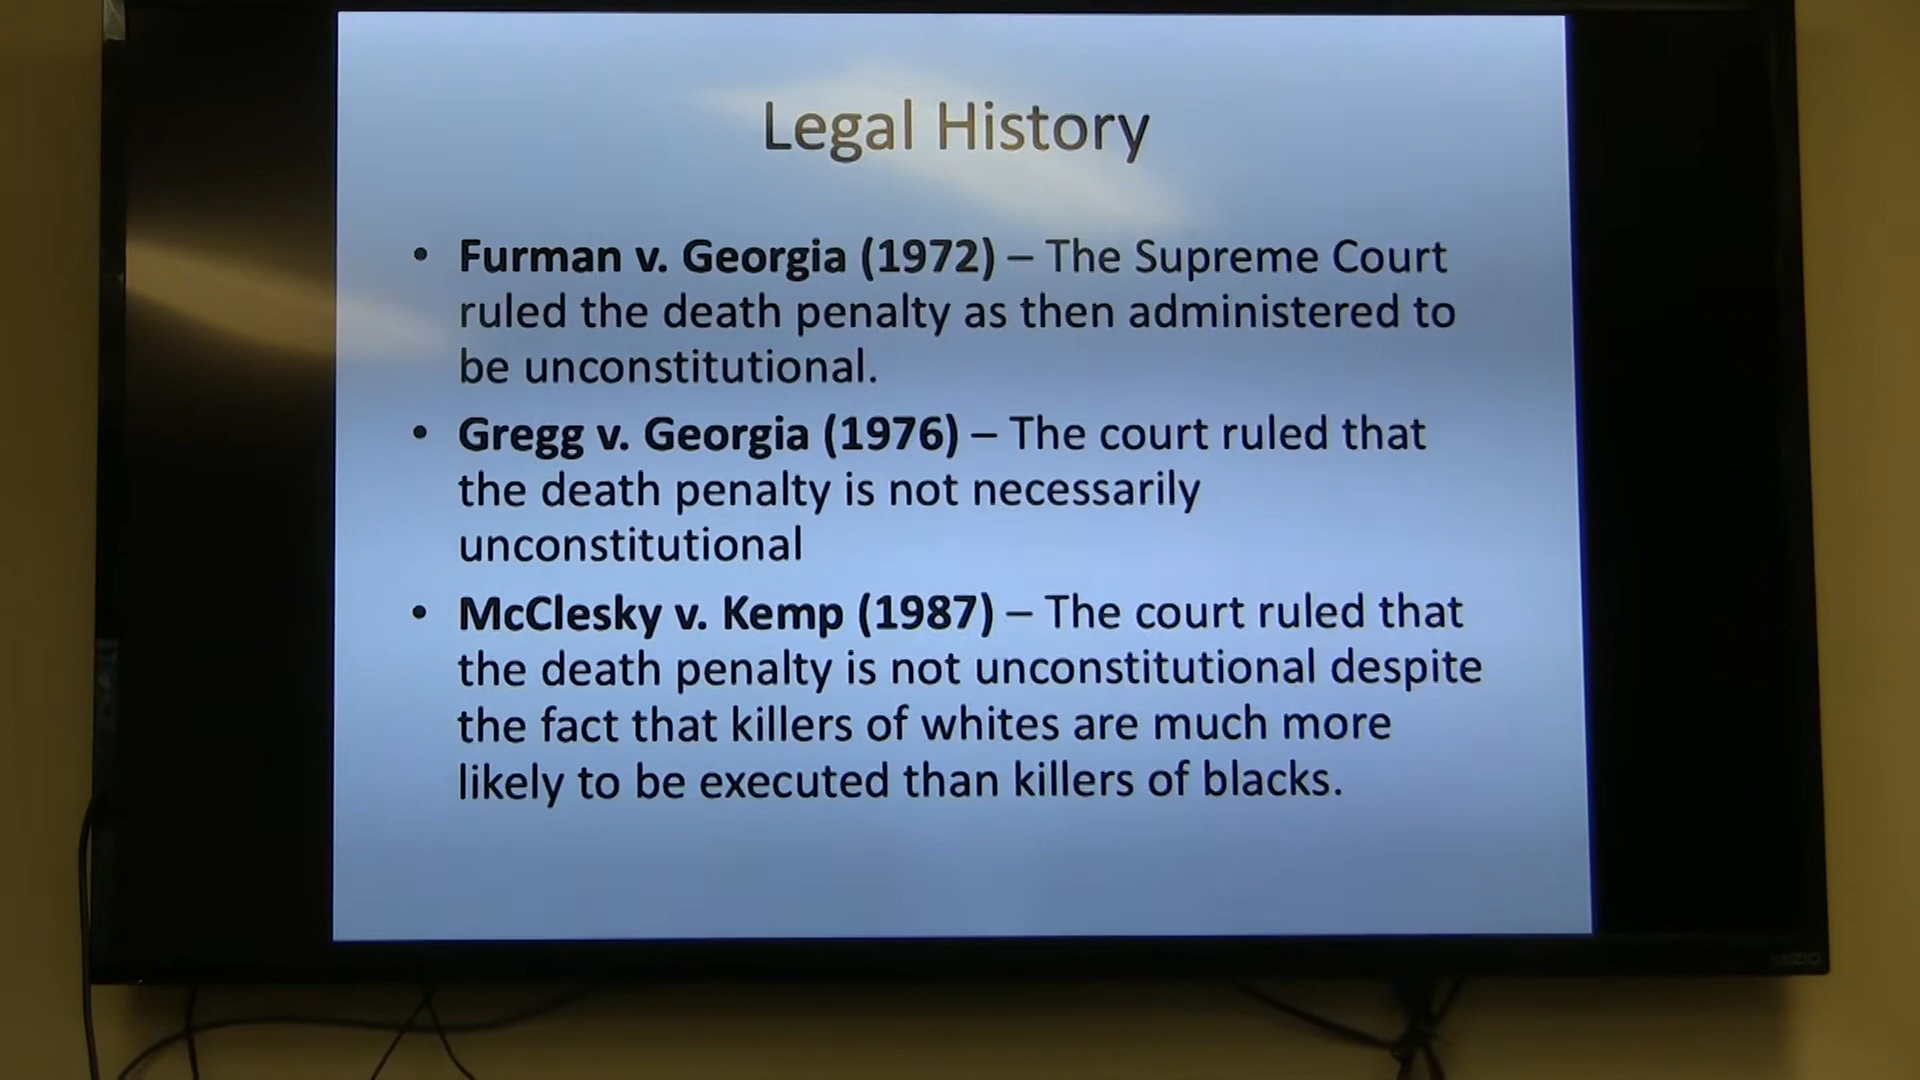 Legal History
• Furman v. Georgia (1972) – The Supreme Court
ruled the death penalty as then administered to
be unconstitutional.
• Gregg v. Georgia (1976) – The court ruled that
the death penalty is not necessarily
unconstitutional
• McClesky v. Kemp (1987) – The court ruled that
the death penalty is not unconstitutional despite
the fact that killers of whites are much more
likely to be executed than killers of blacks.
VIZIO